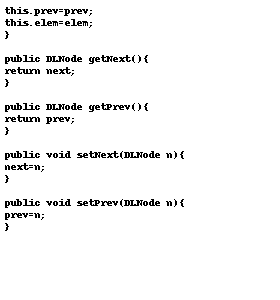 this.prev=prev;
this.elem=elem;
}
public DLNode getNext(){
return next;
}
public DLNode getPrev(){
return prev;
}
public void setNext(DLNode n){
next=n;
}
public void setPrev(DLNode n){
prev=n;
}